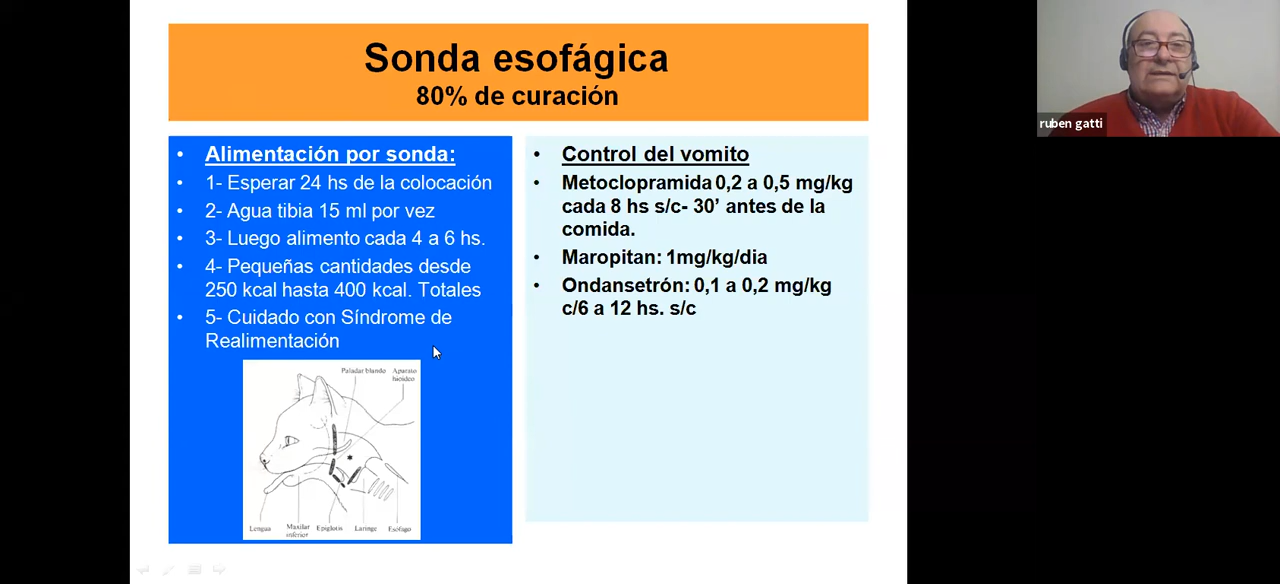 Sonda esofágica
80% de curación
• Alimentación por sonda:
• 1- Esperar 24 hs de la colocación
• 2- Agua tibia 15 ml por vez
• 3- Luego alimento cada 4 a 6 hs.
• 4- Pequeñas cantidades desde
250 kcal hasta 400 kcal. Totales
• 5- Cuidado con Síndrome de
Realimentación
Paladar blando
Aparato
hioideo
Lengua
Maxilar
inferior
Epiglotis
Laringe
Esófago
• Control del vomito
• Metoclopramida 0,2 a 0,5 mg/kg
cada 8 hs s/c- 30’ antes de la
comida.
• Maropitan: 1mg/kg/dia
• Ondansetrón: 0,1 a 0,2 mg/kg
c/6 a 12 hs. s/c
ruben gatti